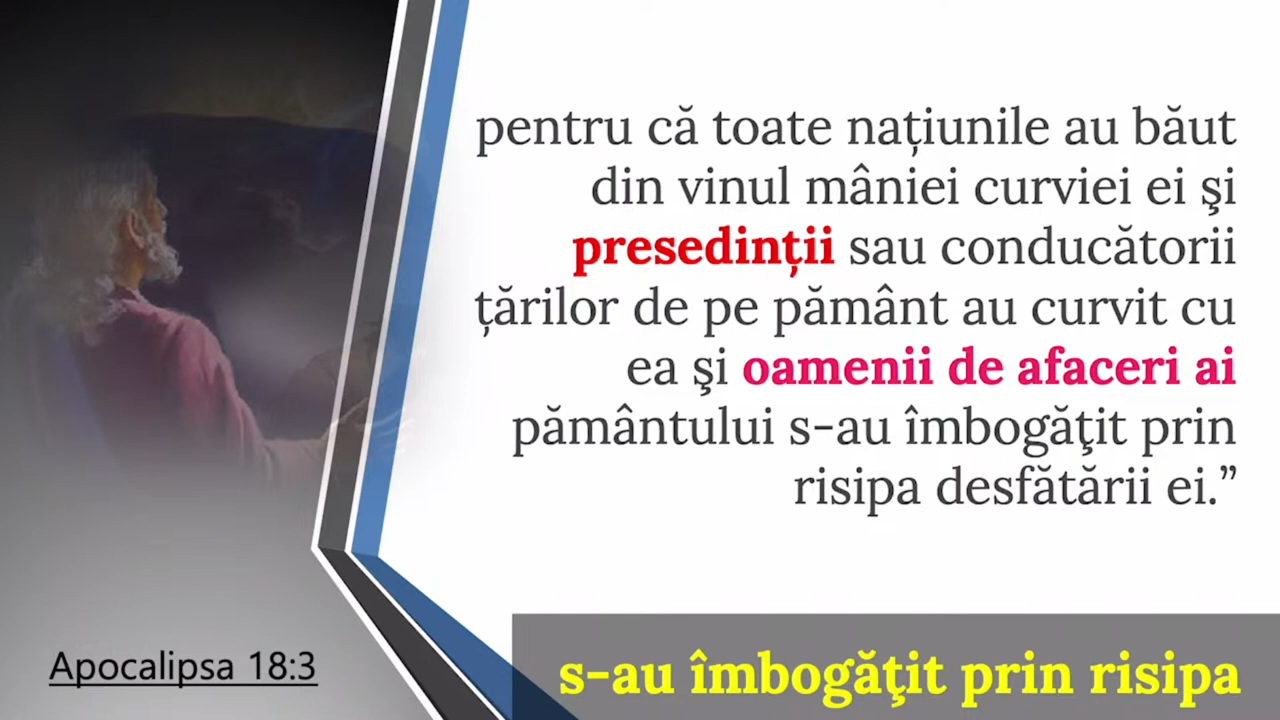 pentru că toate națiunile au băut
din vinul mâniei curviei ei şi
presedinții sau conducătorii
țărilor de pe pământ au curvit cu
ea şi oamenii de afaceri ai
pământului s-au îmbogăţit prin
risipa desfătării ei.”
Apocalipsa 18:3
s-au îmbogăţit prin risipa